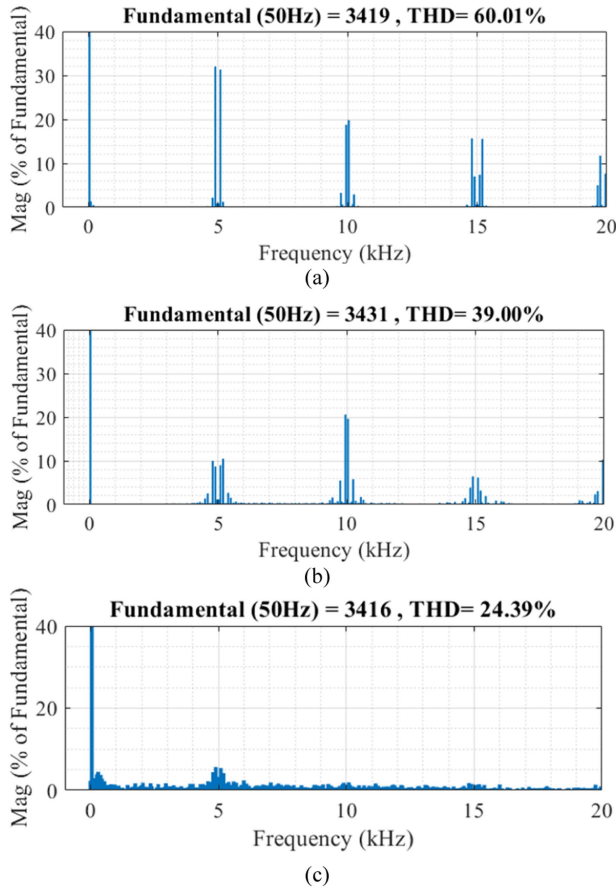 Fundamental (50Hz) = 3419 , THD= 60.01%
Mag (% of Fundamental)
40
30
20
10
0
0 5 10 15 20
Frequency (kHz)
(a)
Fundamental (50Hz) = 3431 , THD= 39.00%
Mag (% of Fundamental)
40
30
20
10
0
0 5 10 15 20
Frequency (kHz)
(b)
Fundamental (50Hz) = 3416 , THD= 24.39%
Mag (% of Fundamental)
40
20
0
0 5 10 15 20
Frequency (kHz)
(c)